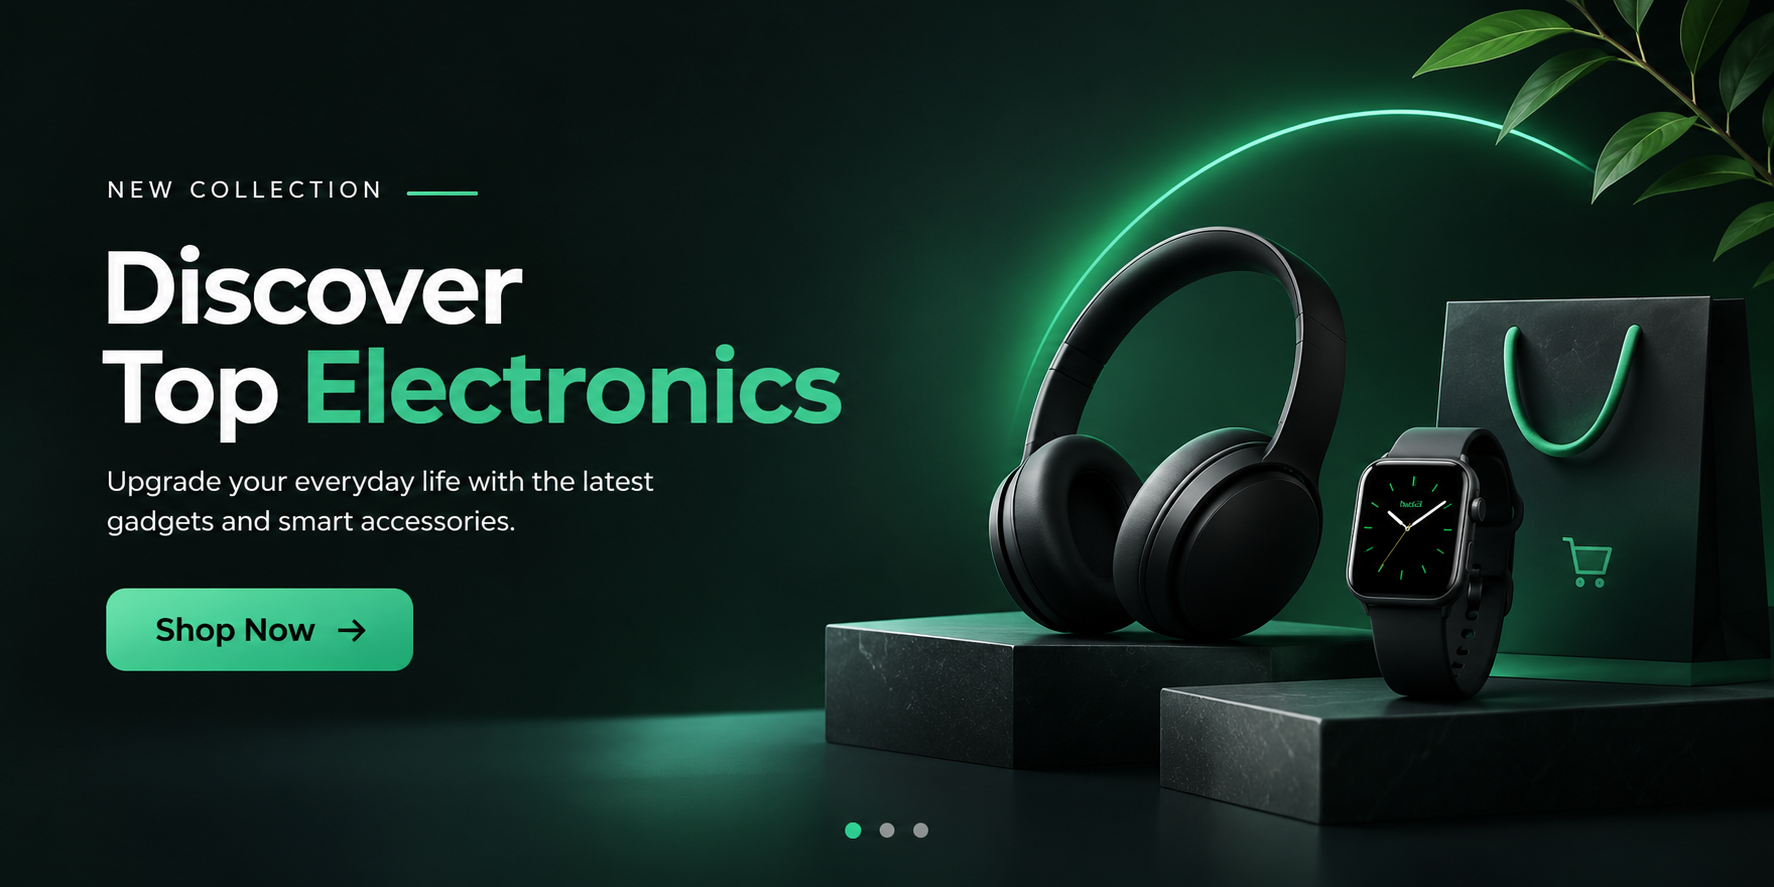 NEW COLLECTION
Discover
Top Electronics
Upgrade your everyday life with the latest
gadgets and smart accessories.
Shop Now →